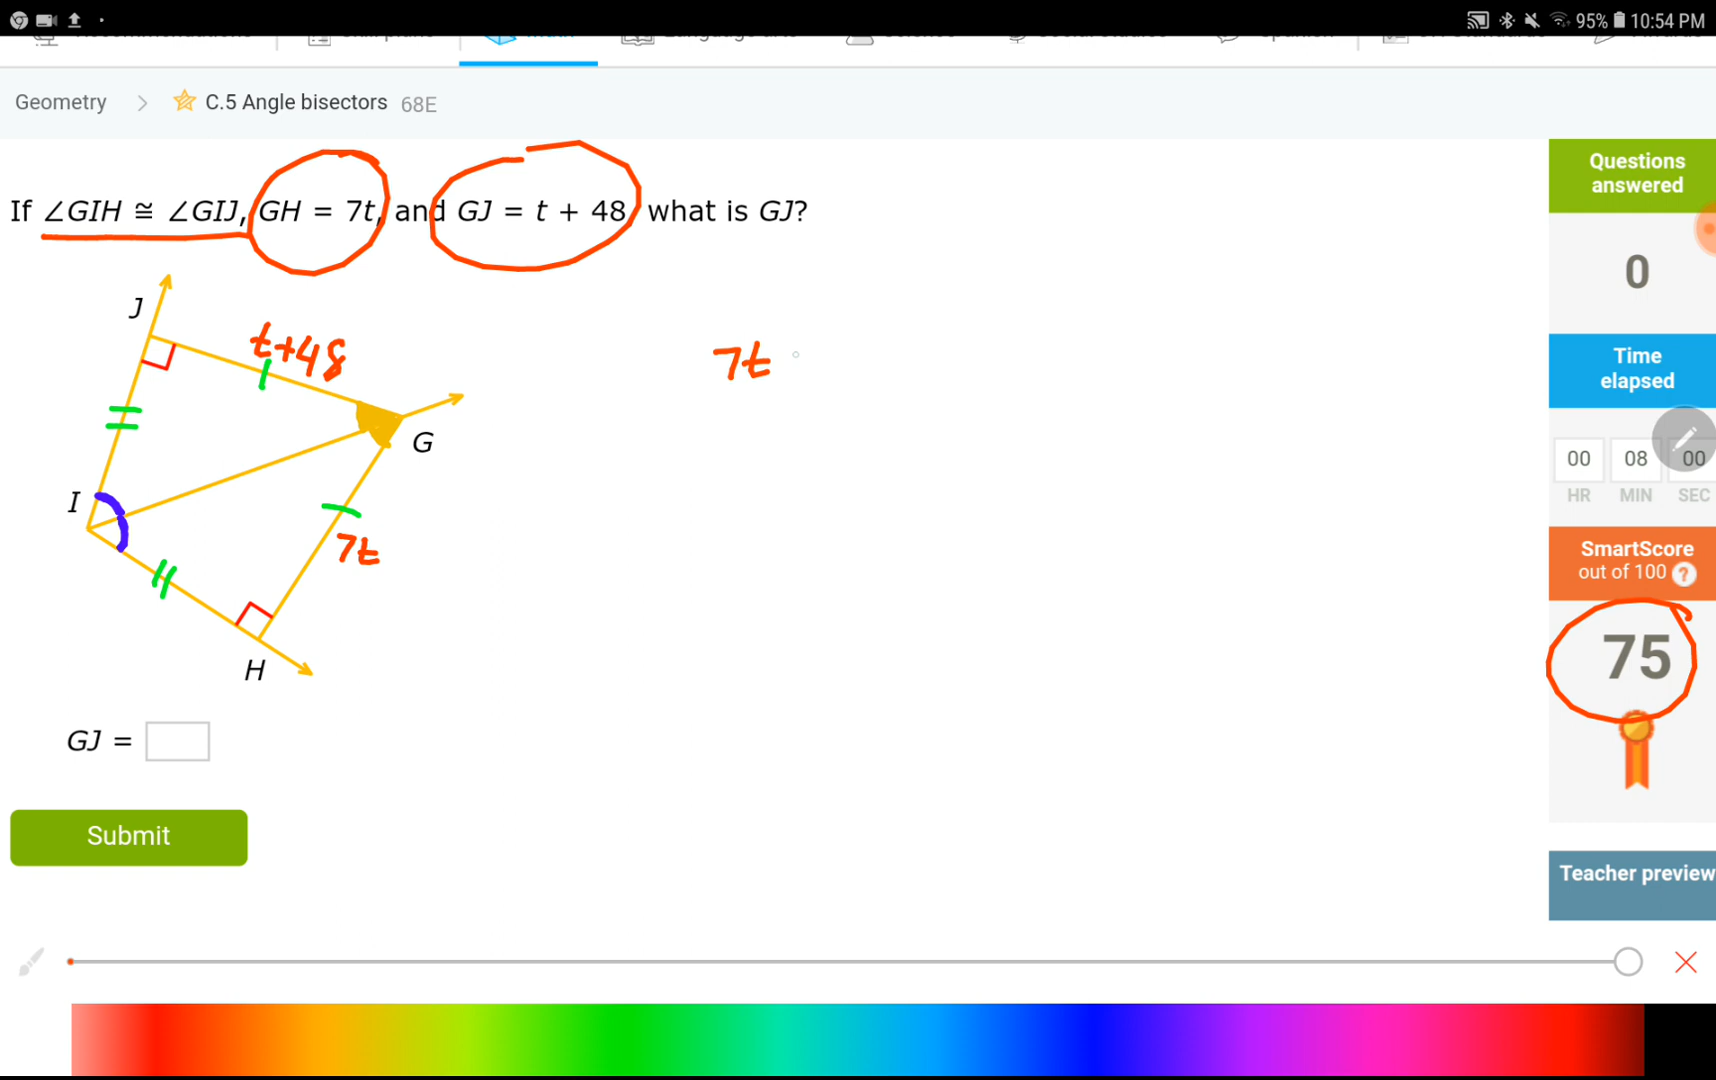 95% 10:54 PM
Geometry > C.5 Angle bisectors 68E
If ∠GIH ≅ ∠GIJ, GH = 7t, and GJ = t + 48, what is GJ?
J
t+48
7t
G
I
7t
H
GJ =
Submit
Questions
answered
0
Time
elapsed
00 08 00
HR MIN SEC
SmartScore
out of 100 ?
75
Teacher preview